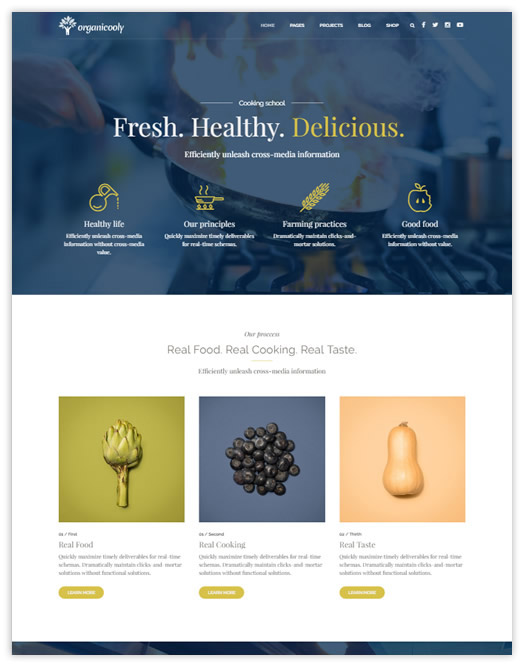 organicooly
HOME PAGES PROJECTS BLOG SHOP
Cooking school
Fresh. Healthy. Delicious.
Efficiently unleash cross-media information
Healthy life
Efficiently unleash cross-media
information without cross-media
value.
Our principles
Quickly maximize timely deliverables
for real-time schemas.
Farming practices
Dramatically maintain clicks-and-
mortar solutions.
Good food
Efficiently unleash cross-media
information without value.
Our proccess
Real Food. Real Cooking. Real Taste.
Efficiently unleash cross-media information
01 / First
Real Food
Quickly maximize timely deliverables for real-time
schemas. Dramatically maintain clicks-and-mortar
solutions without functional solutions.
LEARN MORE
02 / Second
Real Cooking
Quickly maximize timely deliverables for real-time
schemas. Dramatically maintain clicks-and-mortar
solutions without functional solutions.
LEARN MORE
Real Taste
Quickly maximize timely deliverables for real-time
schemas. Dramatically maintain clicks-and-mortar
solutions without functional solutions.
LEARN MORE